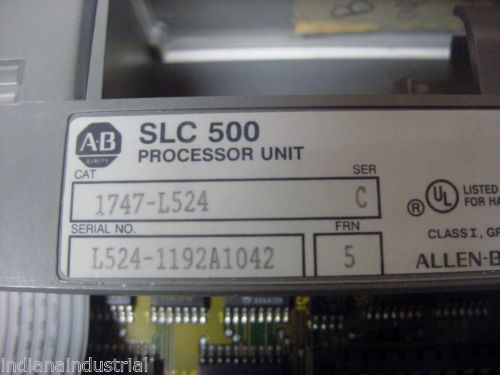 A-B
QUALITY
SLC 500
PROCESSOR UNIT
CAT
SER
1747-L524
C
SERIAL NO.
FRN
L524-1192A1042
5
UL
®
LISTED
FOR HA
CLASS I, GR
ALLEN-B
indianaindustrial